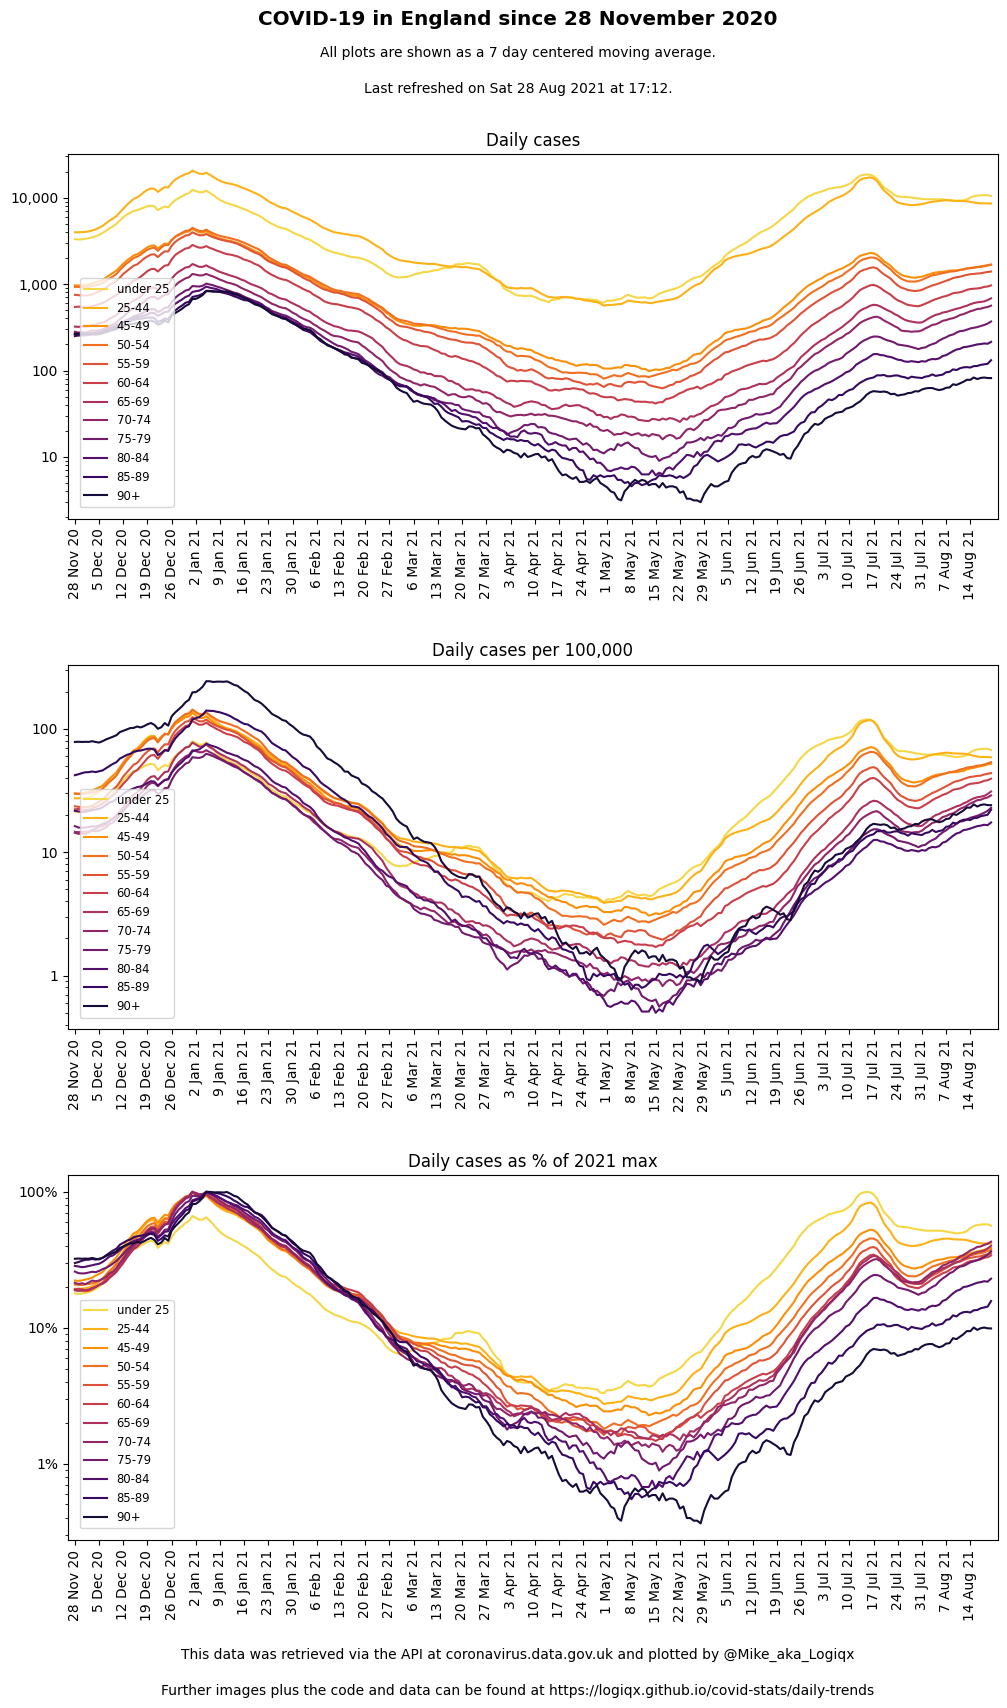 COVID-19 in England since 28 November 2020
All plots are shown as a 7 day centered moving average.
Last refreshed on Sat 28 Aug 2021 at 17:12.
Daily cases
10,000
1,000
100
10
under 25
25-44
45-49
50-54
55-59
60-64
65-69
70-74
75-79
80-84
85-89
90+
28 Nov 20
5 Dec 20
12 Dec 20
19 Dec 20
26 Dec 20
2 Jan 21
9 Jan 21
16 Jan 21
23 Jan 21
30 Jan 21
6 Feb 21
13 Feb 21
20 Feb 21
27 Feb 21
6 Mar 21
13 Mar 21
20 Mar 21
27 Mar 21
3 Apr 21
10 Apr 21
17 Apr 21
24 Apr 21
1 May 21
8 May 21
15 May 21
22 May 21
29 May 21
5 Jun 21
12 Jun 21
19 Jun 21
26 Jun 21
3 Jul 21
10 Jul 21
17 Jul 21
24 Jul 21
31 Jul 21
7 Aug 21
14 Aug 21
Daily cases per 100,000
100
10
1
under 25
25-44
45-49
50-54
55-59
60-64
65-69
70-74
75-79
80-84
85-89
90+
28 Nov 20
5 Dec 20
12 Dec 20
19 Dec 20
26 Dec 20
2 Jan 21
9 Jan 21
16 Jan 21
23 Jan 21
30 Jan 21
6 Feb 21
13 Feb 21
20 Feb 21
27 Feb 21
6 Mar 21
13 Mar 21
20 Mar 21
27 Mar 21
3 Apr 21
10 Apr 21
17 Apr 21
24 Apr 21
1 May 21
8 May 21
15 May 21
22 May 21
29 May 21
5 Jun 21
12 Jun 21
19 Jun 21
26 Jun 21
3 Jul 21
10 Jul 21
17 Jul 21
24 Jul 21
31 Jul 21
7 Aug 21
14 Aug 21
Daily cases as % of 2021 max
100%
10%
1%
under 25
25-44
45-49
50-54
55-59
60-64
65-69
70-74
75-79
80-84
85-89
90+
28 Nov 20
5 Dec 20
12 Dec 20
19 Dec 20
26 Dec 20
2 Jan 21
9 Jan 21
16 Jan 21
23 Jan 21
30 Jan 21
6 Feb 21
13 Feb 21
20 Feb 21
27 Feb 21
6 Mar 21
13 Mar 21
20 Mar 21
27 Mar 21
3 Apr 21
10 Apr 21
17 Apr 21
24 Apr 21
1 May 21
8 May 21
15 May 21
22 May 21
29 May 21
5 Jun 21
12 Jun 21
19 Jun 21
26 Jun 21
3 Jul 21
10 Jul 21
17 Jul 21
24 Jul 21
31 Jul 21
7 Aug 21
14 Aug 21
This data was retrieved via the API at coronavirus.data.gov.uk and plotted by @Mike_aka_Logiqx
Further images plus the code and data can be found at https://logiqx.github.io/covid-stats/daily-trends